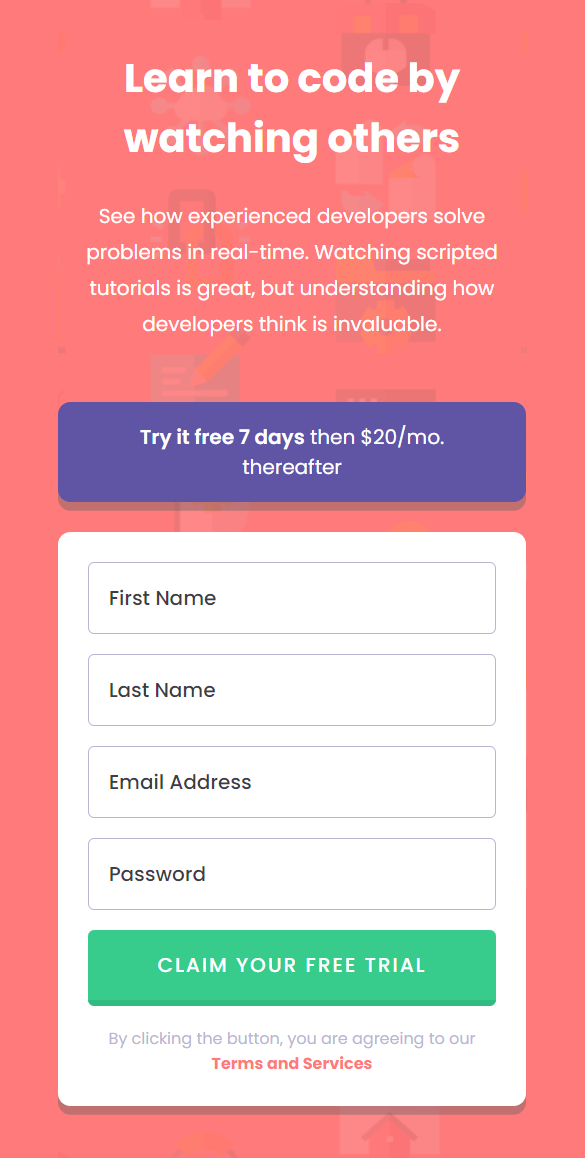 Learn to code by
watching others
See how experienced developers solve
problems in real-time. Watching scripted
tutorials is great, but understanding how
developers think is invaluable.
Try it free 7 days then $20/mo.
thereafter
First Name
Last Name
Email Address
Password
CLAIM YOUR FREE TRIAL
By clicking the button, you are agreeing to our
Terms and Services